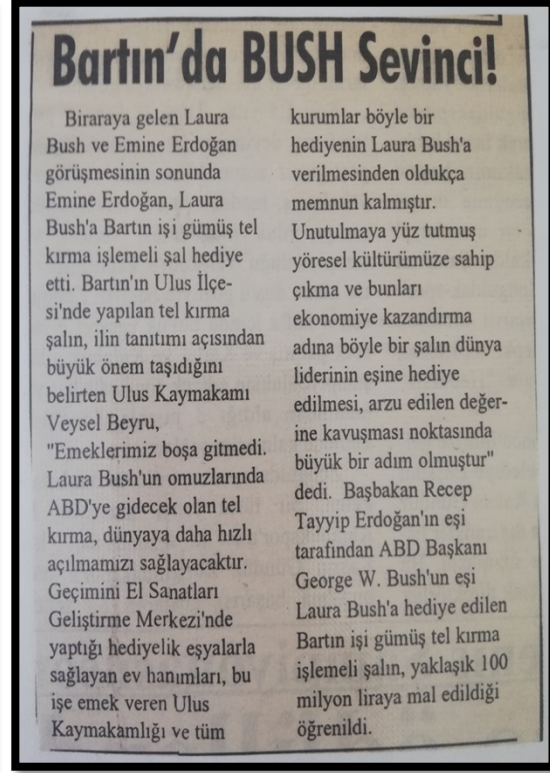 Bartın'da BUSH Sevinci!
Biraraya gelen Laura
Bush ve Emine Erdoğan
görüşmesinin sonunda
Emine Erdoğan, Laura
Bush'a Bartın işi gümüş tel
kırma işlemeli şal hediye
etti. Bartın'ın Ulus İlçe-
si'nde yapılan tel kırma
şalın, ilin tanıtımı açısından
büyük önem taşıdığını
belirten Ulus Kaymakamı
Veysel Beyru,
"Emeklerimiz boşa gitmedi.
Laura Bush'un omuzlarında
ABD'ye gidecek olan tel
kırma, dünyaya daha hızlı
açılmamızı sağlayacaktır.
Geçimini El Sanatları
Geliştirme Merkezi'nde
yaptığı hediyelik eşyalarla
sağlayan ev hanımları, bu
işe emek veren Ulus
Kaymakamlığı ve tüm
kurumlar böyle bir
hediyenin Laura Bush'a
verilmesinden oldukça
memnun kalmıştır.
Unutulmaya yüz tutmuş
yöresel kültürümüze sahip
çıkma ve bunları
ekonomiye kazandırma
adına böyle bir şalın dünya
liderinin eşine hediye
edilmesi, arzu edilen değer-
ine kavuşması noktasında
büyük bir adım olmuştur"
dedi. Başbakan Recep
Tayyip Erdoğan'ın eşi
tarafından ABD Başkanı
George W. Bush'un eşi
Laura Bush'a hediye edilen
Bartın işi gümüş tel kırma
işlemeli şalın, yaklaşık 100
milyon liraya mal edildiği
öğrenildi.